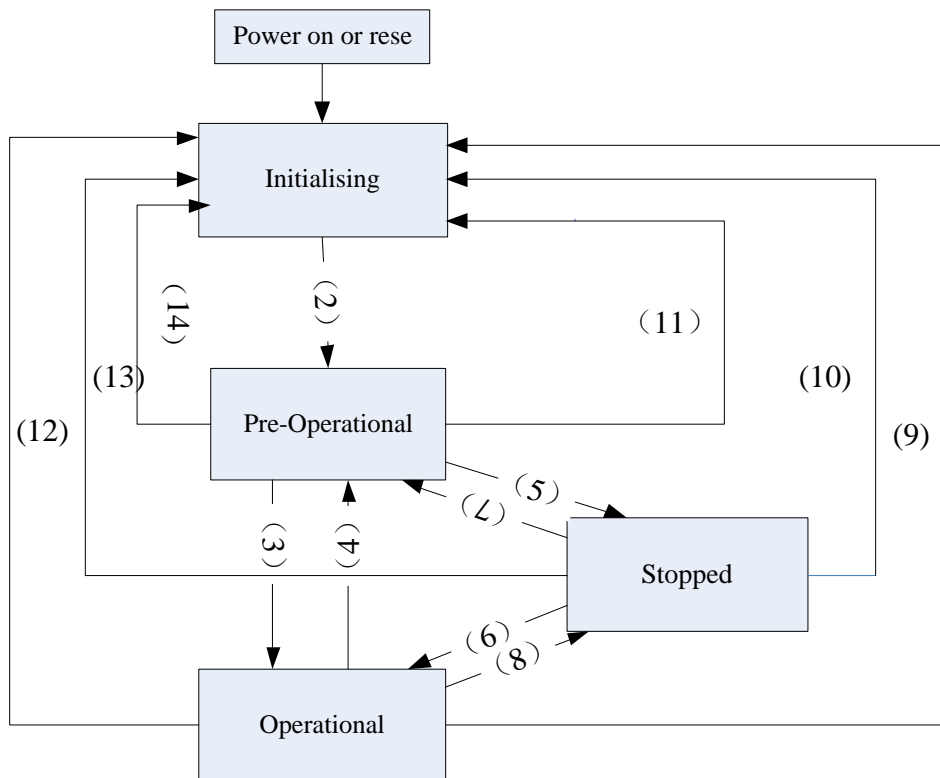 Power on or rese
Initialising
（14）
（2）
（11）
(13)
(10)
(12)
Pre-Operational
(9)
（5）
（7）
（3）
（4）
Stopped
（6）
（8）
Operational